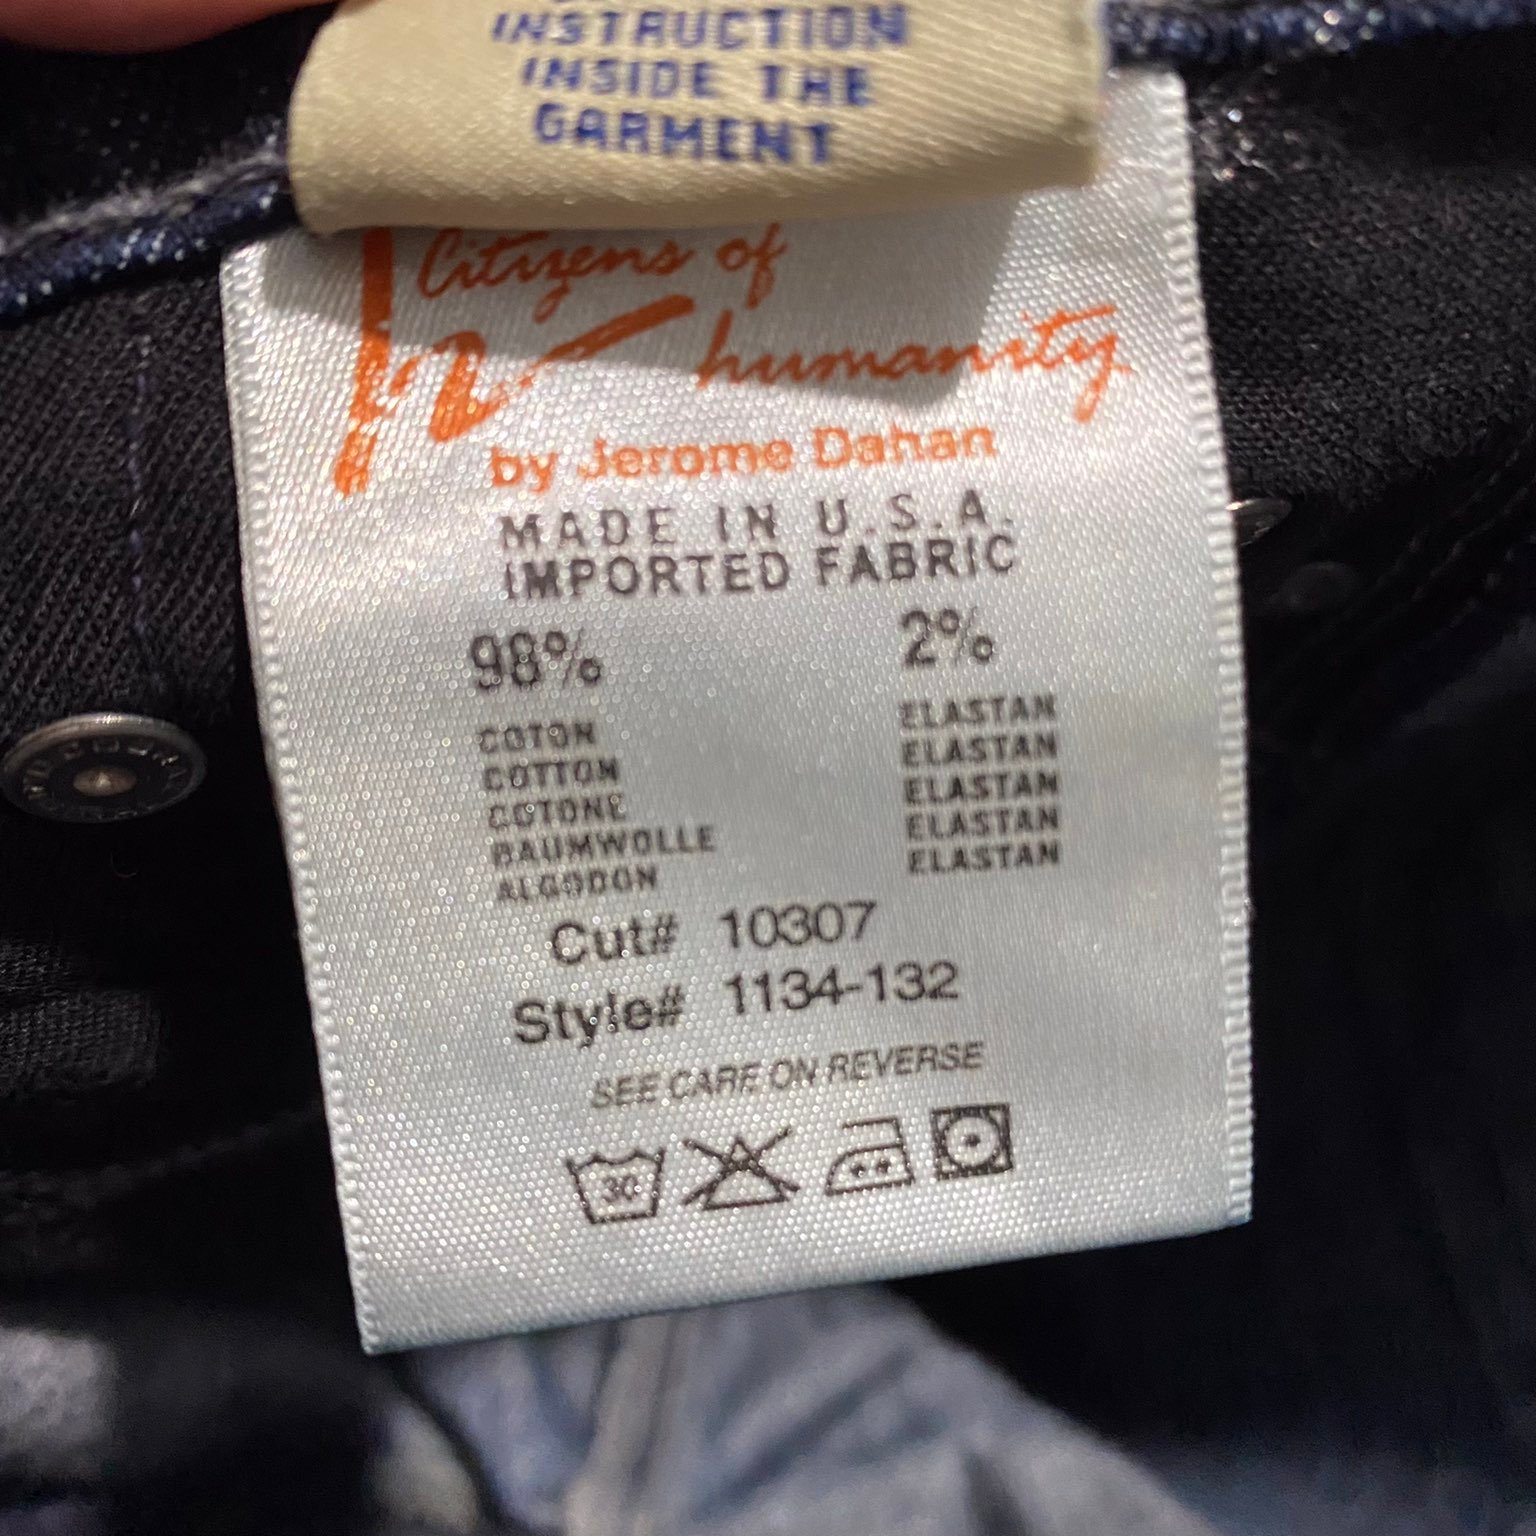 INSTRUCTION
INSIDE THE
GARMENT
Citizens of
humanity
by Jerome Dahan
MADE IN U.S.A.
IMPORTED FABRIC
98% 2%
COTON ELASTAN
COTTON ELASTAN
COTONE ELASTAN
BAUMWOLLE ELASTAN
ALGODON ELASTAN
Cut# 10307
Style# 1134-132
SEE CARE ON REVERSE
30